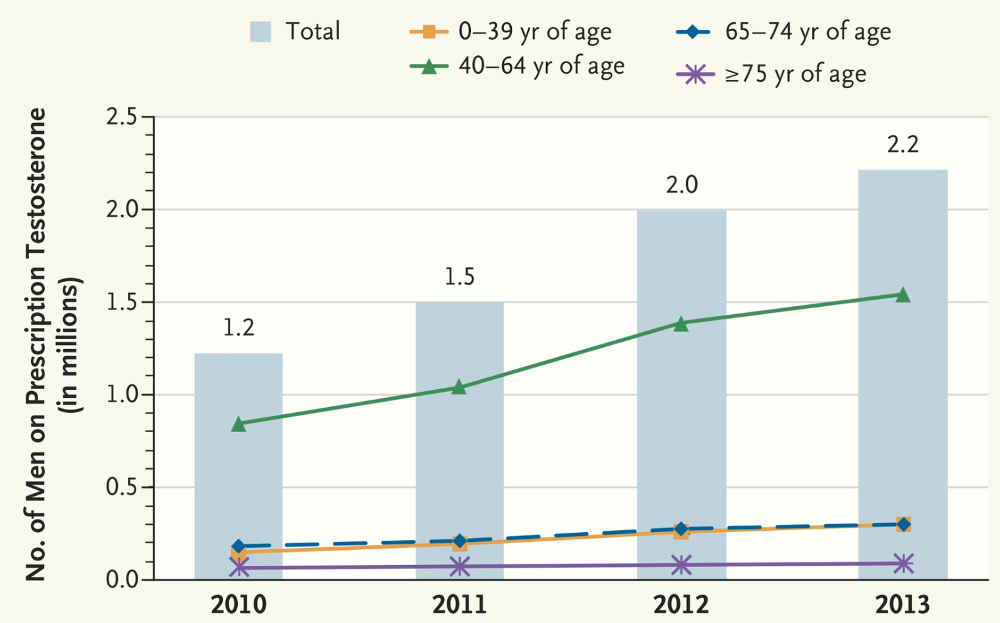 Total
0–39 yr of age
65–74 yr of age
40–64 yr of age
≥75 yr of age
No. of Men on Prescription Testosterone
(in millions)
2.5
2.0
1.5
1.0
0.5
0.0
1.2
1.5
2.0
2.2
2010
2011
2012
2013